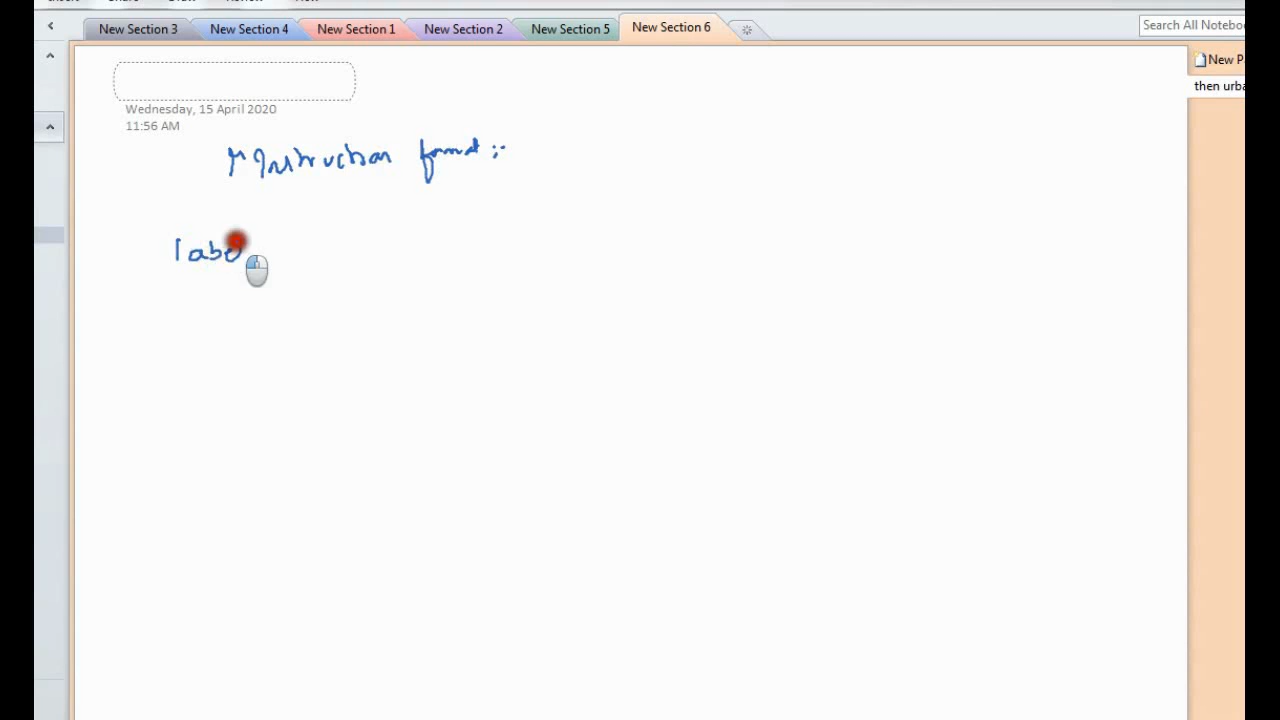 New Section 3 New Section 4 New Section 1 New Section 2 New Section 5 New Section 6 Search All Notebo
New P
then urba
Wednesday, 15 April 2020
11:56 AM
Instruction format :-
labe